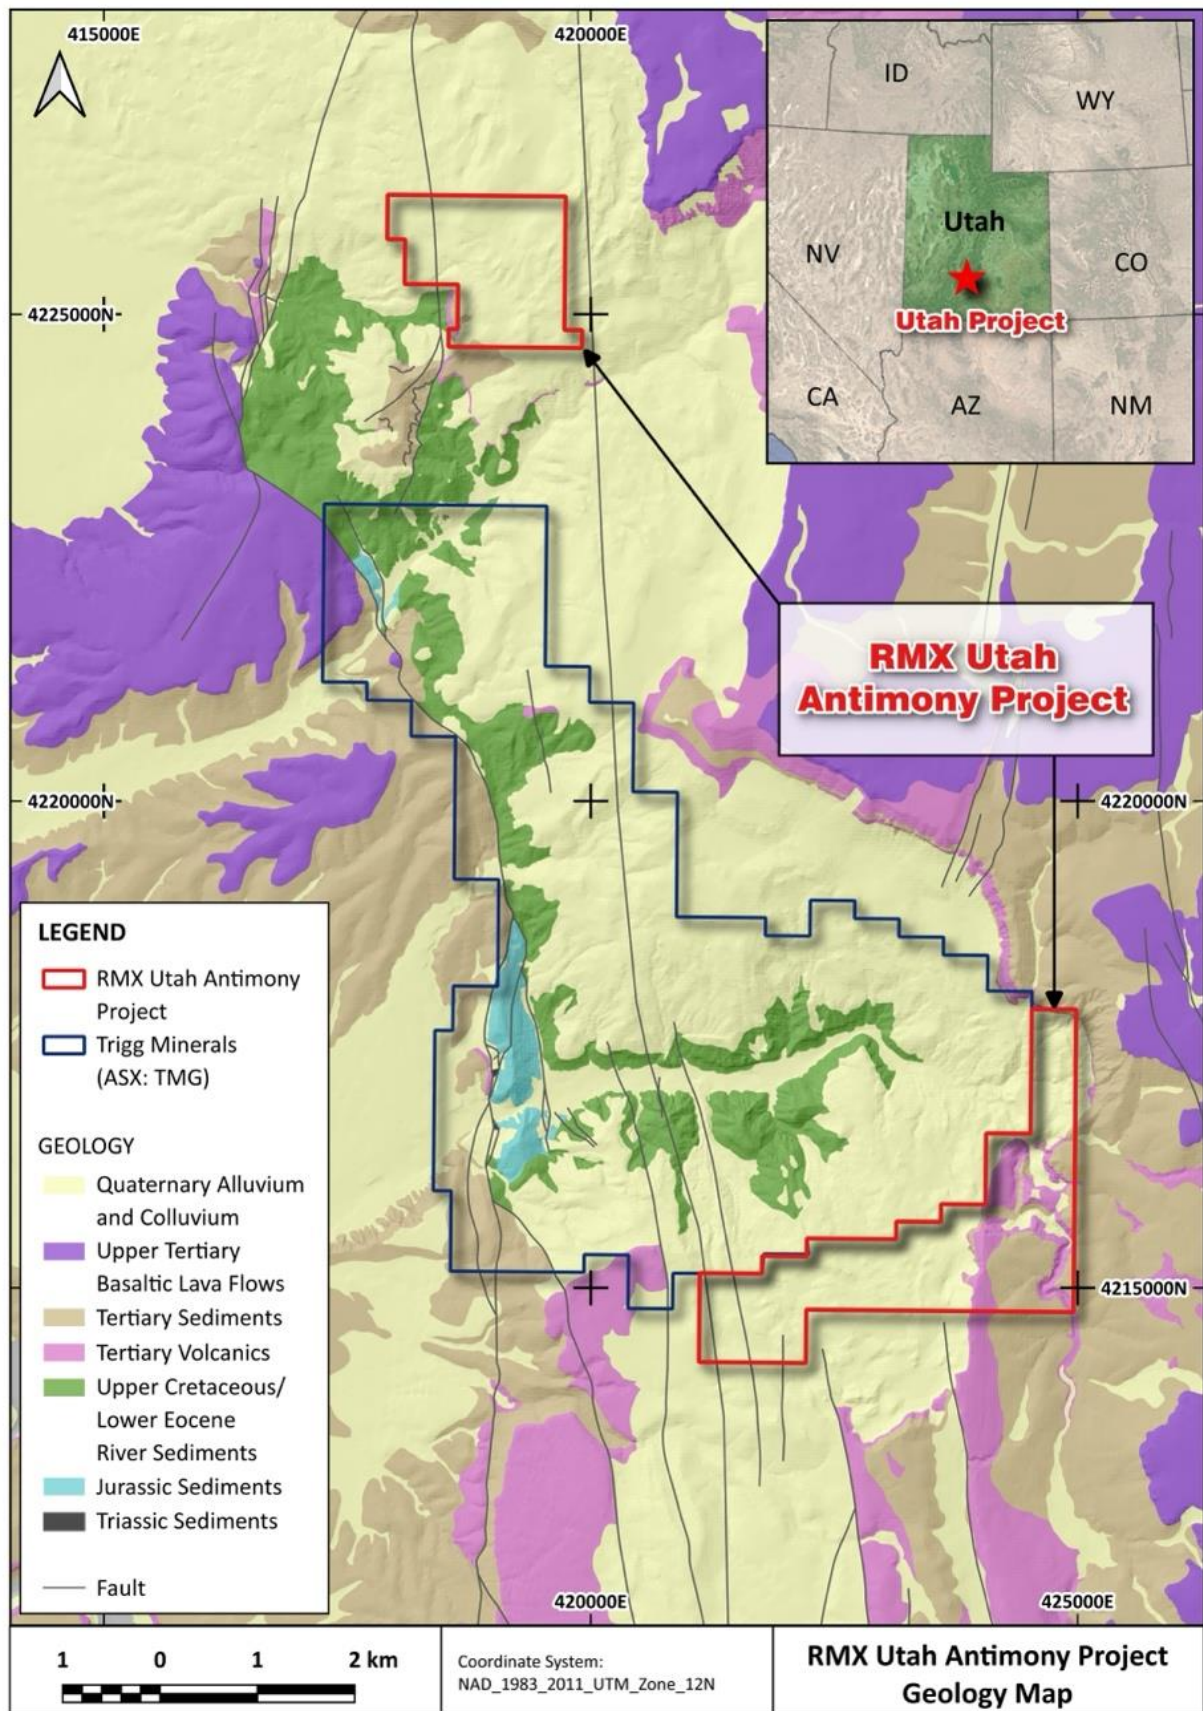 415000E
420000E
ID
WY
Utah
NV
CO
Utah Project
CA
AZ
NM
4225000N
RMX Utah
Antimony Project
4220000N
4220000N
LEGEND
RMX Utah Antimony
Project
Trigg Minerals
(ASX: TMG)
GEOLOGY
Quaternary Alluvium
and Colluvium
Upper Tertiary
Basaltic Lava Flows
Tertiary Sediments
Tertiary Volcanics
Upper Cretaceous/
Lower Eocene
River Sediments
Jurassic Sediments
Triassic Sediments
Fault
4215000N
420000E
425000E
1 0 1 2 km
Coordinate System:
NAD_1983_2011_UTM_Zone_12N
RMX Utah Antimony Project
Geology Map